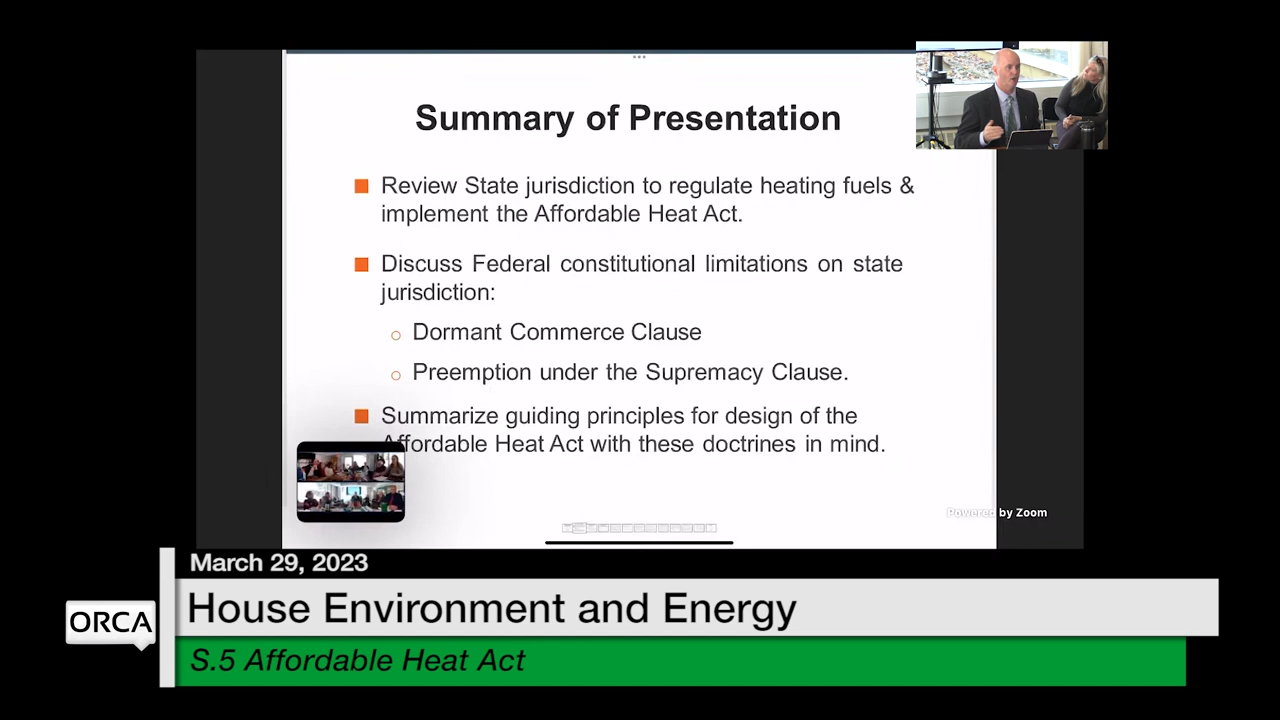 Summary of Presentation
Review State jurisdiction to regulate heating fuels &
implement the Affordable Heat Act.
Discuss Federal constitutional limitations on state
jurisdiction:
Dormant Commerce Clause
Preemption under the Supremacy Clause.
Summarize guiding principles for design of the
Affordable Heat Act with these doctrines in mind.
Powered by Zoom
March 29, 2023
House Environment and Energy
ORCA
S.5 Affordable Heat Act